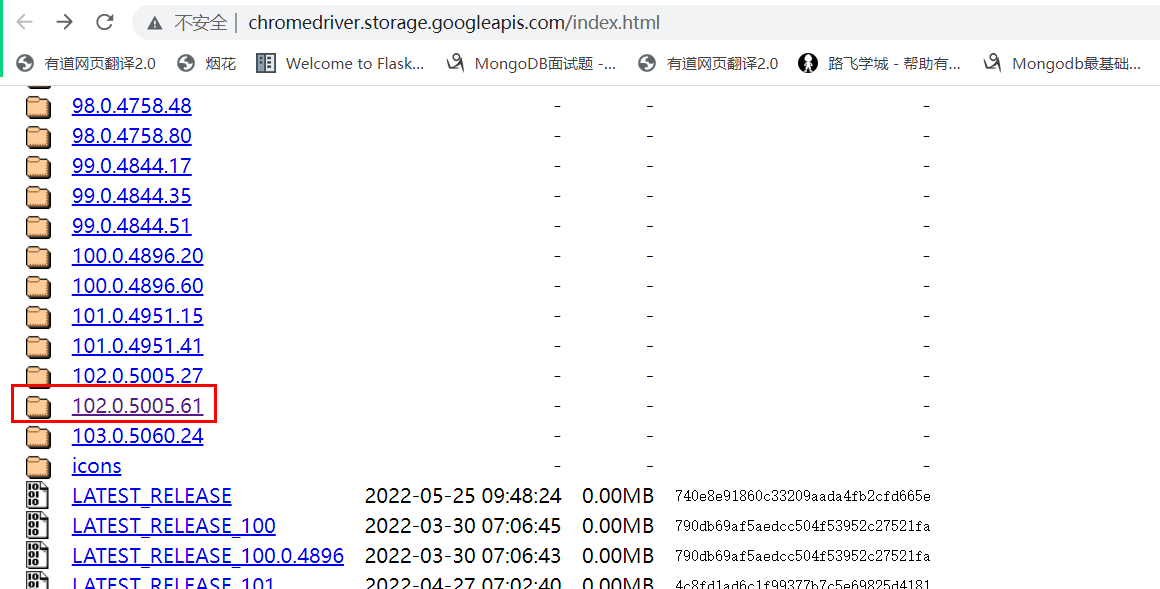 不安全 | chromedriver.storage.googleapis.com/index.html
有道网页翻译2.0 烟花 Welcome to Flask... MongoDB面试题 -... 有道网页翻译2.0 路飞学城 - 帮助有... Mongodb最基础...
98.0.4758.48 - - -
98.0.4758.80 - - -
99.0.4844.17 - - -
99.0.4844.35 - - -
99.0.4844.51 - - -
100.0.4896.20 - - -
100.0.4896.60 - - -
101.0.4951.15 - - -
101.0.4951.41 - - -
102.0.5005.27 - - -
102.0.5005.61 - - -
103.0.5060.24 - - -
icons - - -
LATEST_RELEASE 2022-05-25 09:48:24 0.00MB 740e8e91860c33209aada4fb2cfd665e
LATEST_RELEASE_100 2022-03-30 07:06:45 0.00MB 790db69af5aedcc504f53952c27521fa
LATEST_RELEASE_100.0.4896 2022-03-30 07:06:43 0.00MB 790db69af5aedcc504f53952c27521fa
LATEST_RELEASE_101 2022-04-27 07:02:40 0.00MB 4c8fd1ad6c1f99377b7c5e69825d4181